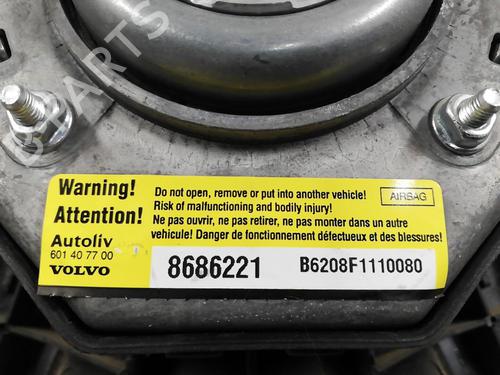 B-PARTS
Warning!
Attention!
Autoliv
601 40 77 00
VOLVO
Do not open, remove or put into another vehicle!
Risk of malfunctioning and bodily injury!
Ne pas ouvrir, ne pas retirer, ne pas monter dans un autre
vehicule! Danger de fonctionnement défectueux et des blessures!
AIRBAG
8686221
B6208F1110080